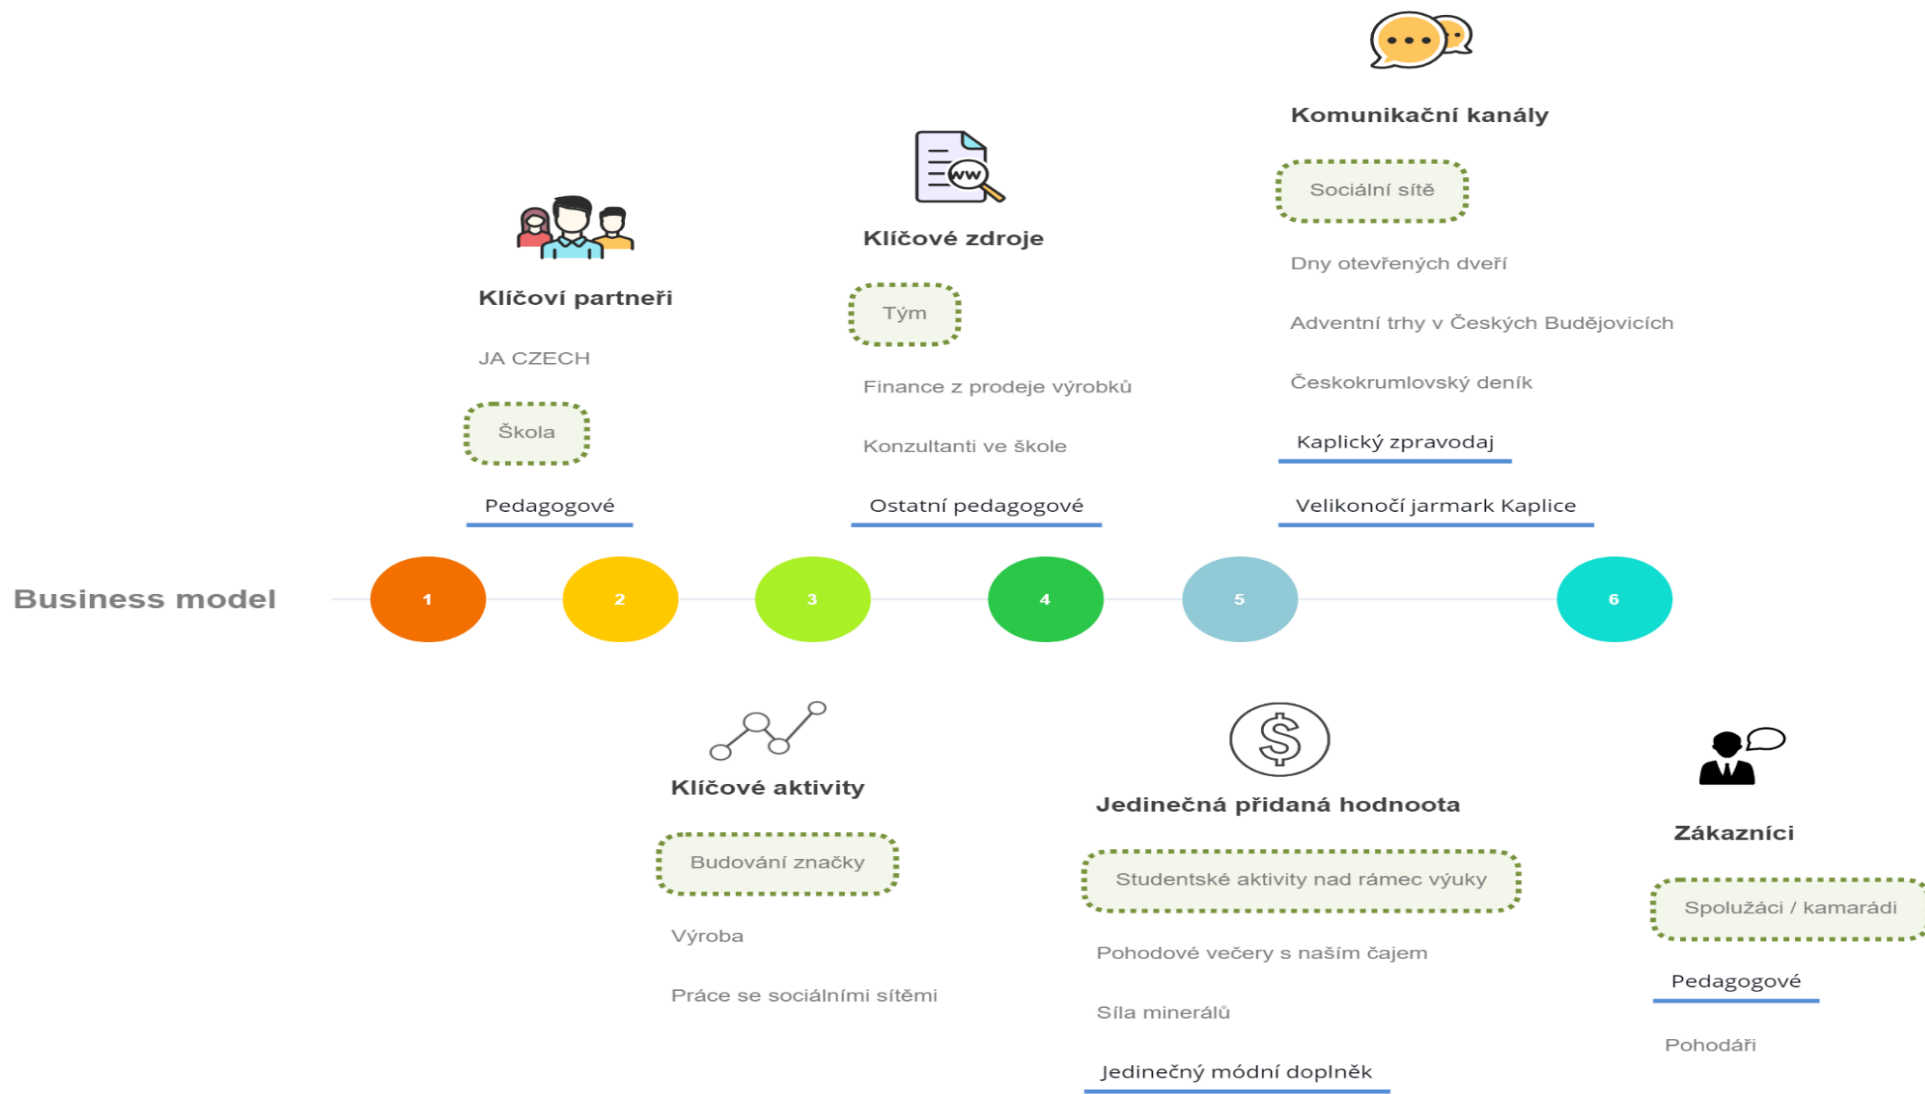 Komunikační kanály
Sociální sítě
Dny otevřených dveří
Adventní trhy v Českých Budějovicích
Českokrumlovský deník
Kaplický zpravodaj
Velikonočí jarmark Kaplice
WW
Klíčové zdroje
Tým
Finance z prodeje výrobků
Konzultanti ve škole
Ostatní pedagogové
Klíčoví partneři
JA CZECH
Škola
Pedagogové
Business model
1
2
3
4
5
6
Klíčové aktivity
Budování značky
Výroba
Práce se sociálními sítěmi
$
Jedinečná přidaná hodnoota
Studentské aktivity nad rámec výuky
Pohodové večery s naším čajem
Síla minerálů
Jedinečný módní doplněk
Zákazníci
Spolužáci / kamarádi
Pedagogové
Pohodáři